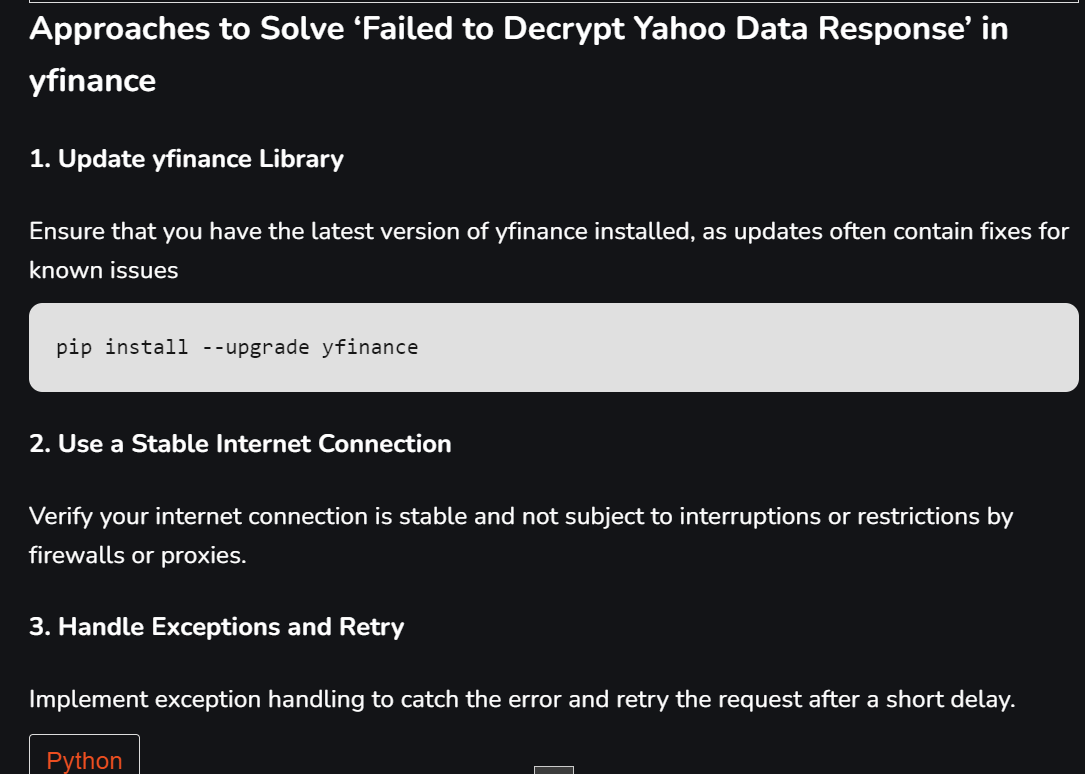 Approaches to Solve ‘Failed to Decrypt Yahoo Data Response’ in
yfinance
1. Update yfinance Library
Ensure that you have the latest version of yfinance installed, as updates often contain fixes for
known issues
pip install --upgrade yfinance
2. Use a Stable Internet Connection
Verify your internet connection is stable and not subject to interruptions or restrictions by
firewalls or proxies.
3. Handle Exceptions and Retry
Implement exception handling to catch the error and retry the request after a short delay.
Python